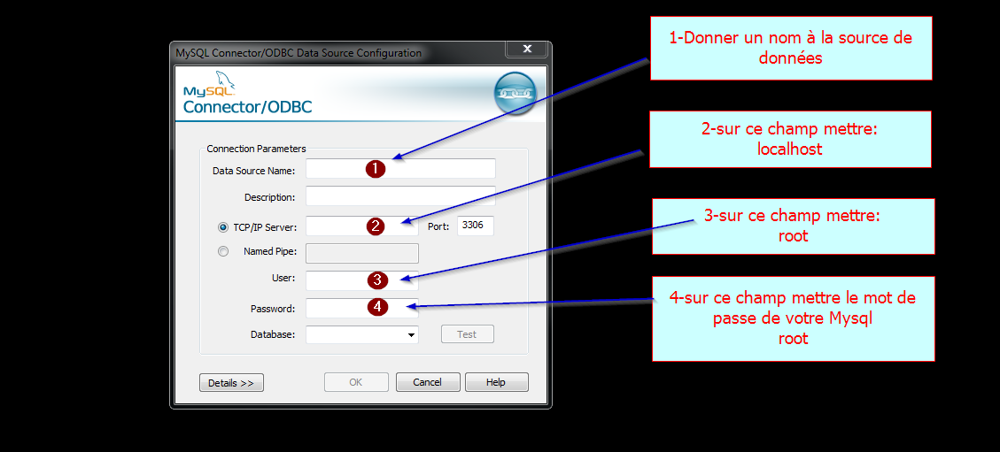 MySQL Connector/ODBC Data Source Configuration
X
MySQL
Connector/ODBC
Connection Parameters
Data Source Name:
1
Description:
TCP/IP Server:
2
Port:
3306
Named Pipe:
User:
3
Password:
4
Database:
Test
Details >>
OK
Cancel
Help
1-Donner un nom à la source de
données
2-sur ce champ mettre:
localhost
3-sur ce champ mettre:
root
4-sur ce champ mettre le mot de
passe de votre Mysql
root